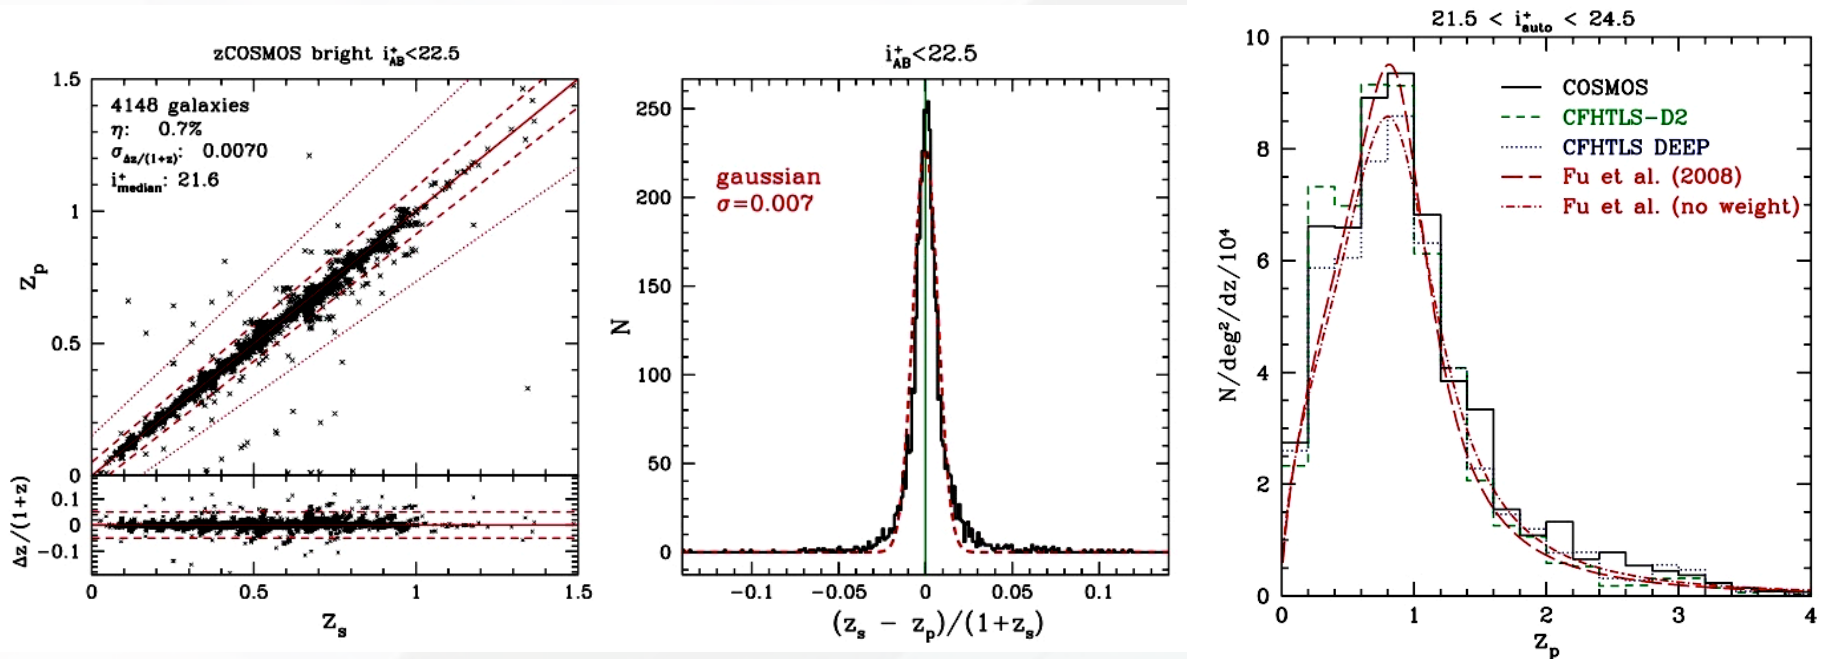 zCOSMOS bright i⁺AB<22.5
4148 galaxies
η: 0.7%
σΔz/(1+z): 0.0070
i⁺median: 21.6
1.5
1
0.5
0
Zp
0.1
0
−0.1
Δz/(1+z)
0 0.5 1 1.5
Zs
i⁺AB<22.5
gaussian
σ=0.007
250
200
150
100
50
0
N
−0.1 −0.05 0 0.05 0.1
(zs − zp)/(1+zs)
21.5 < i⁺auto < 24.5
COSMOS
CFHTLS−D2
CFHTLS DEEP
Fu et al. (2008)
Fu et al. (no weight)
10
8
6
4
2
0
N/deg²/dz/10⁴
0 1 2 3 4
Zp